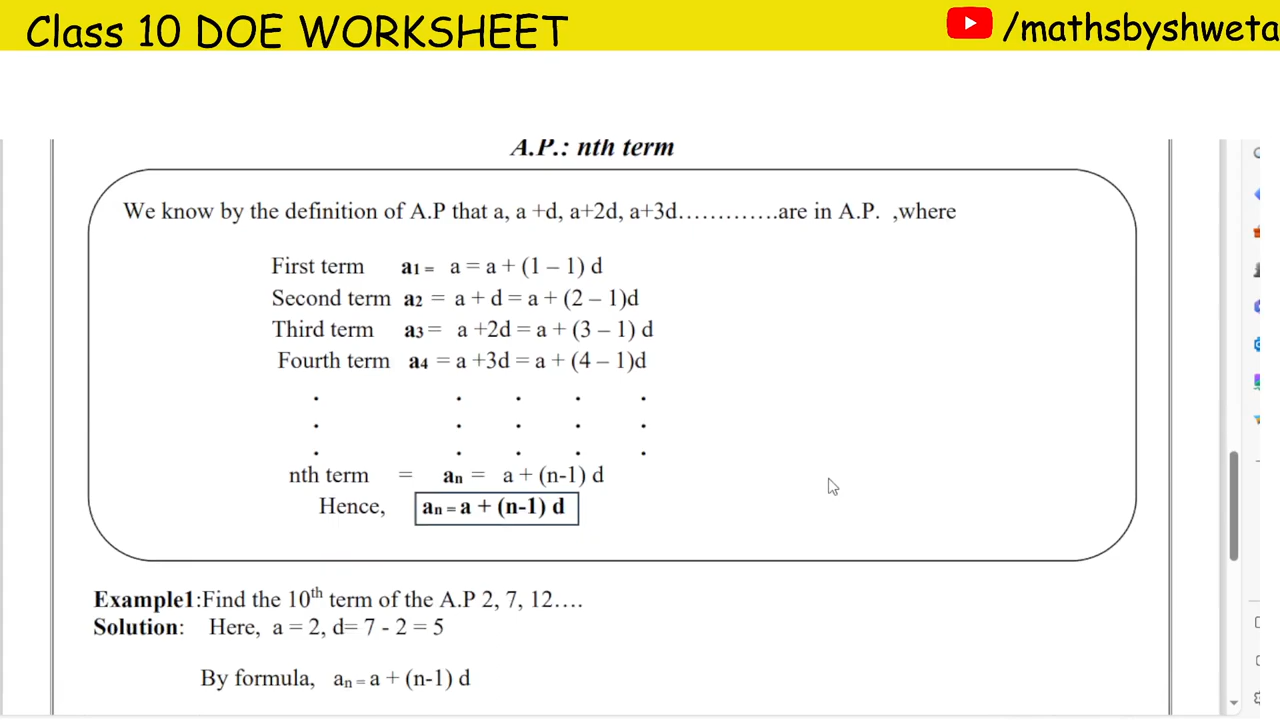 Class 10 DOE WORKSHEET
/mathsbyshweta
A.P.: nth term
We know by the definition of A.P that a, a +d, a+2d, a+3d………….are in A.P. ,where
First term a1 = a = a + (1 – 1) d
Second term a2 = a + d = a + (2 – 1)d
Third term a3 = a +2d = a + (3 – 1) d
Fourth term a4 = a +3d = a + (4 – 1)d
. . . . .
. . . . .
. . . . .
nth term = an = a + (n-1) d
Hence, an = a + (n-1) d
Example1:Find the 10th term of the A.P 2, 7, 12….
Solution: Here, a = 2, d= 7 - 2 = 5
By formula, an = a + (n-1) d